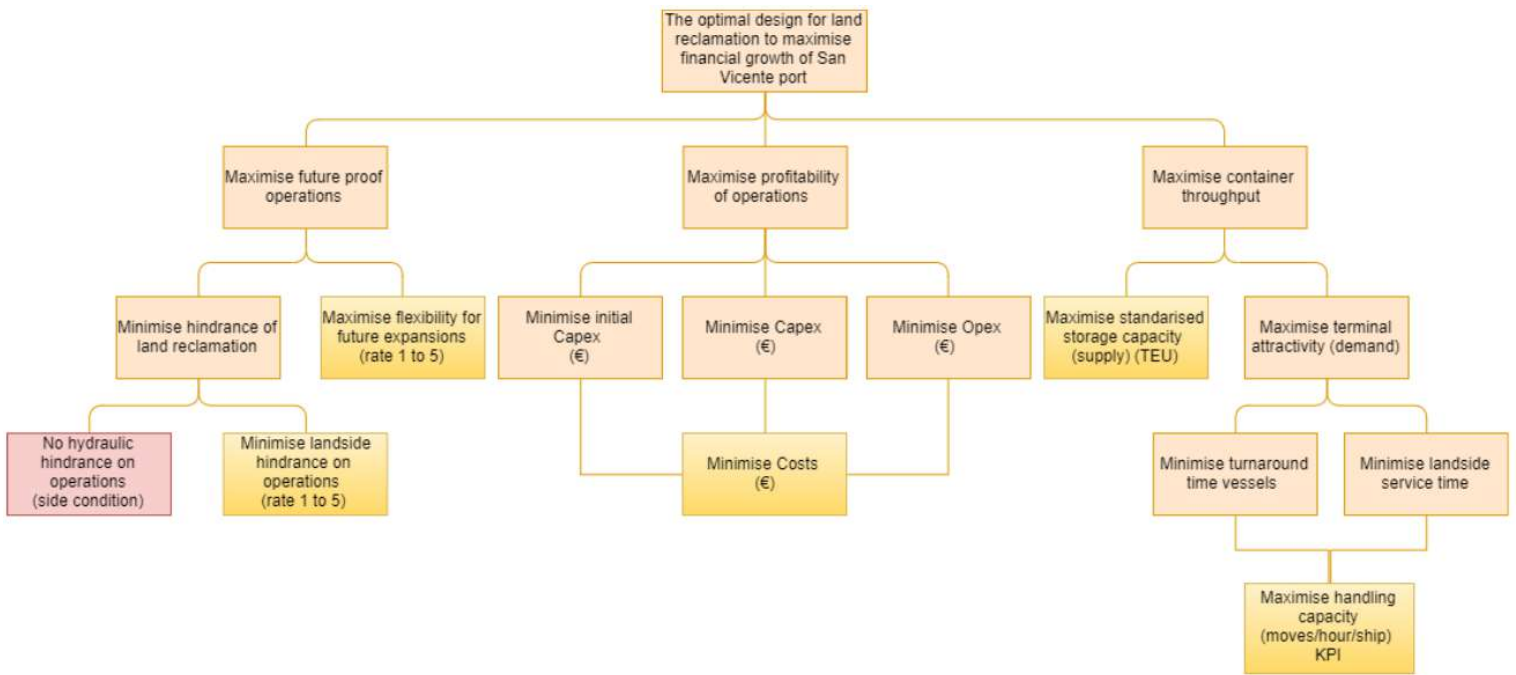 The optimal design for land
reclamation to maximise
financial growth of San
Vicente port
Maximise future proof
operations
Maximise profitability
of operations
Maximise container
throughput
Minimise hindrance of
land reclamation
Maximise flexibility for
future expansions
(rate 1 to 5)
Minimise initial
Capex
(€)
Minimise Capex
(€)
Minimise Opex
(€)
Maximise standarised
storage capacity
(supply) (TEU)
Maximise terminal
attractivity (demand)
No hydraulic
hindrance on
operations
(side condition)
Minimise landside
hindrance on
operations
(rate 1 to 5)
Minimise Costs
(€)
Minimise turnaround
time vessels
Minimise landside
service time
Maximise handling
capacity
(moves/hour/ship)
KPI